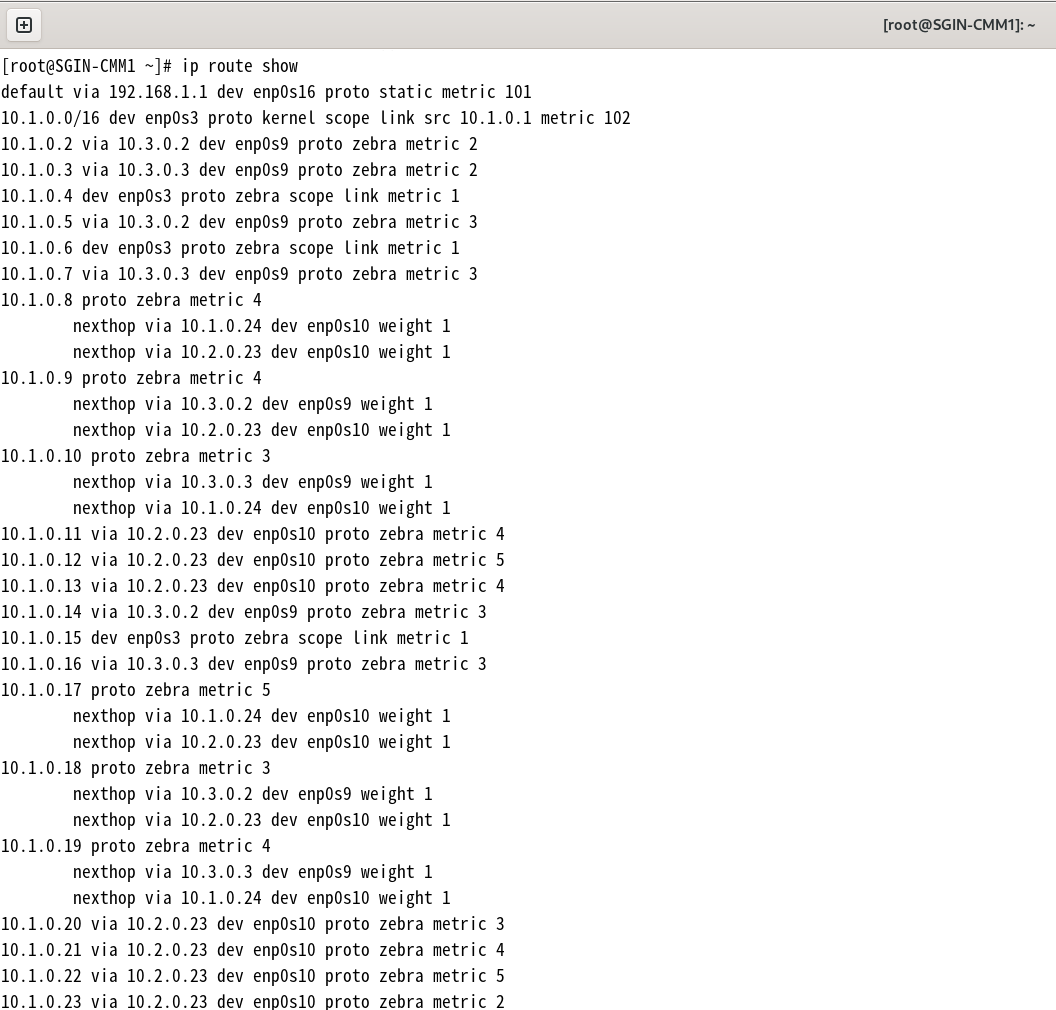 [root@SGIN-CMM1]: ~
[root@SGIN-CMM1 ~]# ip route show
default via 192.168.1.1 dev enp0s16 proto static metric 101
10.1.0.0/16 dev enp0s3 proto kernel scope link src 10.1.0.1 metric 102
10.1.0.2 via 10.3.0.2 dev enp0s9 proto zebra metric 2
10.1.0.3 via 10.3.0.3 dev enp0s9 proto zebra metric 2
10.1.0.4 dev enp0s3 proto zebra scope link metric 1
10.1.0.5 via 10.3.0.2 dev enp0s9 proto zebra metric 3
10.1.0.6 dev enp0s3 proto zebra scope link metric 1
10.1.0.7 via 10.3.0.3 dev enp0s9 proto zebra metric 3
10.1.0.8 proto zebra metric 4
        nexthop via 10.1.0.24 dev enp0s10 weight 1
        nexthop via 10.2.0.23 dev enp0s10 weight 1
10.1.0.9 proto zebra metric 4
        nexthop via 10.3.0.2 dev enp0s9 weight 1
        nexthop via 10.2.0.23 dev enp0s10 weight 1
10.1.0.10 proto zebra metric 3
        nexthop via 10.3.0.3 dev enp0s9 weight 1
        nexthop via 10.1.0.24 dev enp0s10 weight 1
10.1.0.11 via 10.2.0.23 dev enp0s10 proto zebra metric 4
10.1.0.12 via 10.2.0.23 dev enp0s10 proto zebra metric 5
10.1.0.13 via 10.2.0.23 dev enp0s10 proto zebra metric 4
10.1.0.14 via 10.3.0.2 dev enp0s9 proto zebra metric 3
10.1.0.15 dev enp0s3 proto zebra scope link metric 1
10.1.0.16 via 10.3.0.3 dev enp0s9 proto zebra metric 3
10.1.0.17 proto zebra metric 5
        nexthop via 10.1.0.24 dev enp0s10 weight 1
        nexthop via 10.2.0.23 dev enp0s10 weight 1
10.1.0.18 proto zebra metric 3
        nexthop via 10.3.0.2 dev enp0s9 weight 1
        nexthop via 10.2.0.23 dev enp0s10 weight 1
10.1.0.19 proto zebra metric 4
        nexthop via 10.3.0.3 dev enp0s9 weight 1
        nexthop via 10.1.0.24 dev enp0s10 weight 1
10.1.0.20 via 10.2.0.23 dev enp0s10 proto zebra metric 3
10.1.0.21 via 10.2.0.23 dev enp0s10 proto zebra metric 4
10.1.0.22 via 10.2.0.23 dev enp0s10 proto zebra metric 5
10.1.0.23 via 10.2.0.23 dev enp0s10 proto zebra metric 2